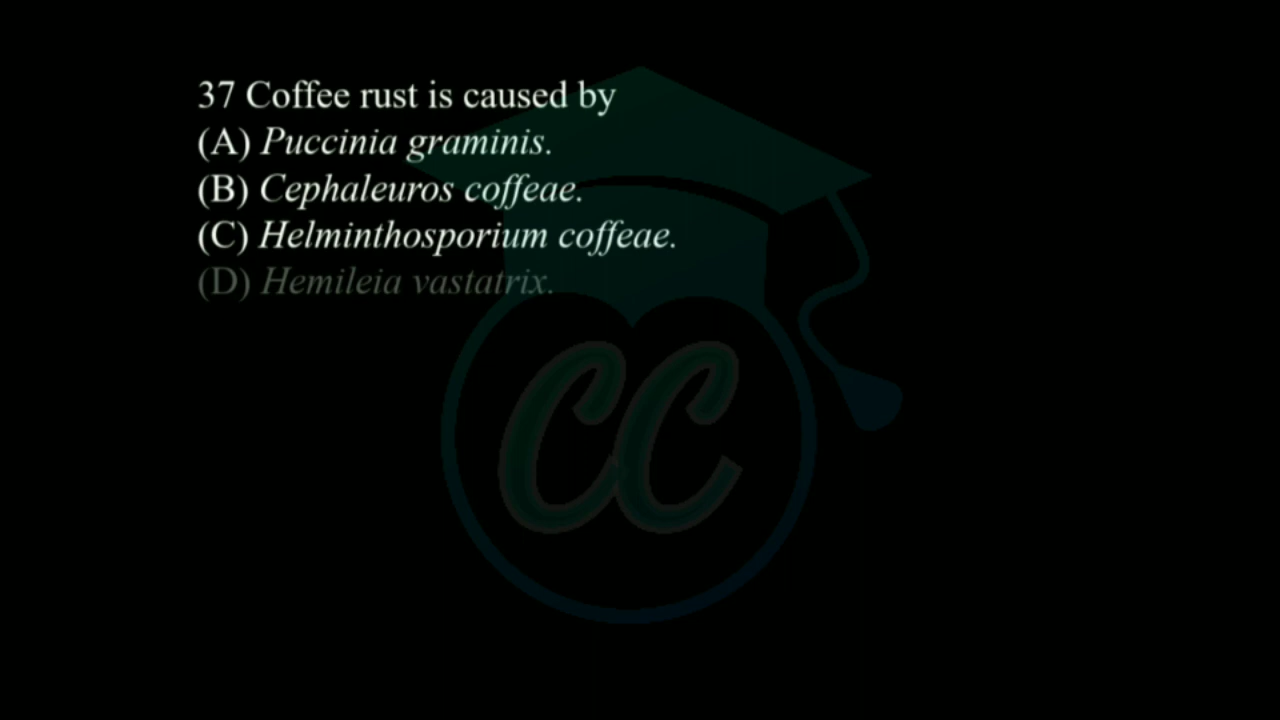 37 Coffee rust is caused by
(A) Puccinia graminis.
(B) Cephaleuros coffeae.
(C) Helminthosporium coffeae.
(D) Hemileia vastatrix.
CC